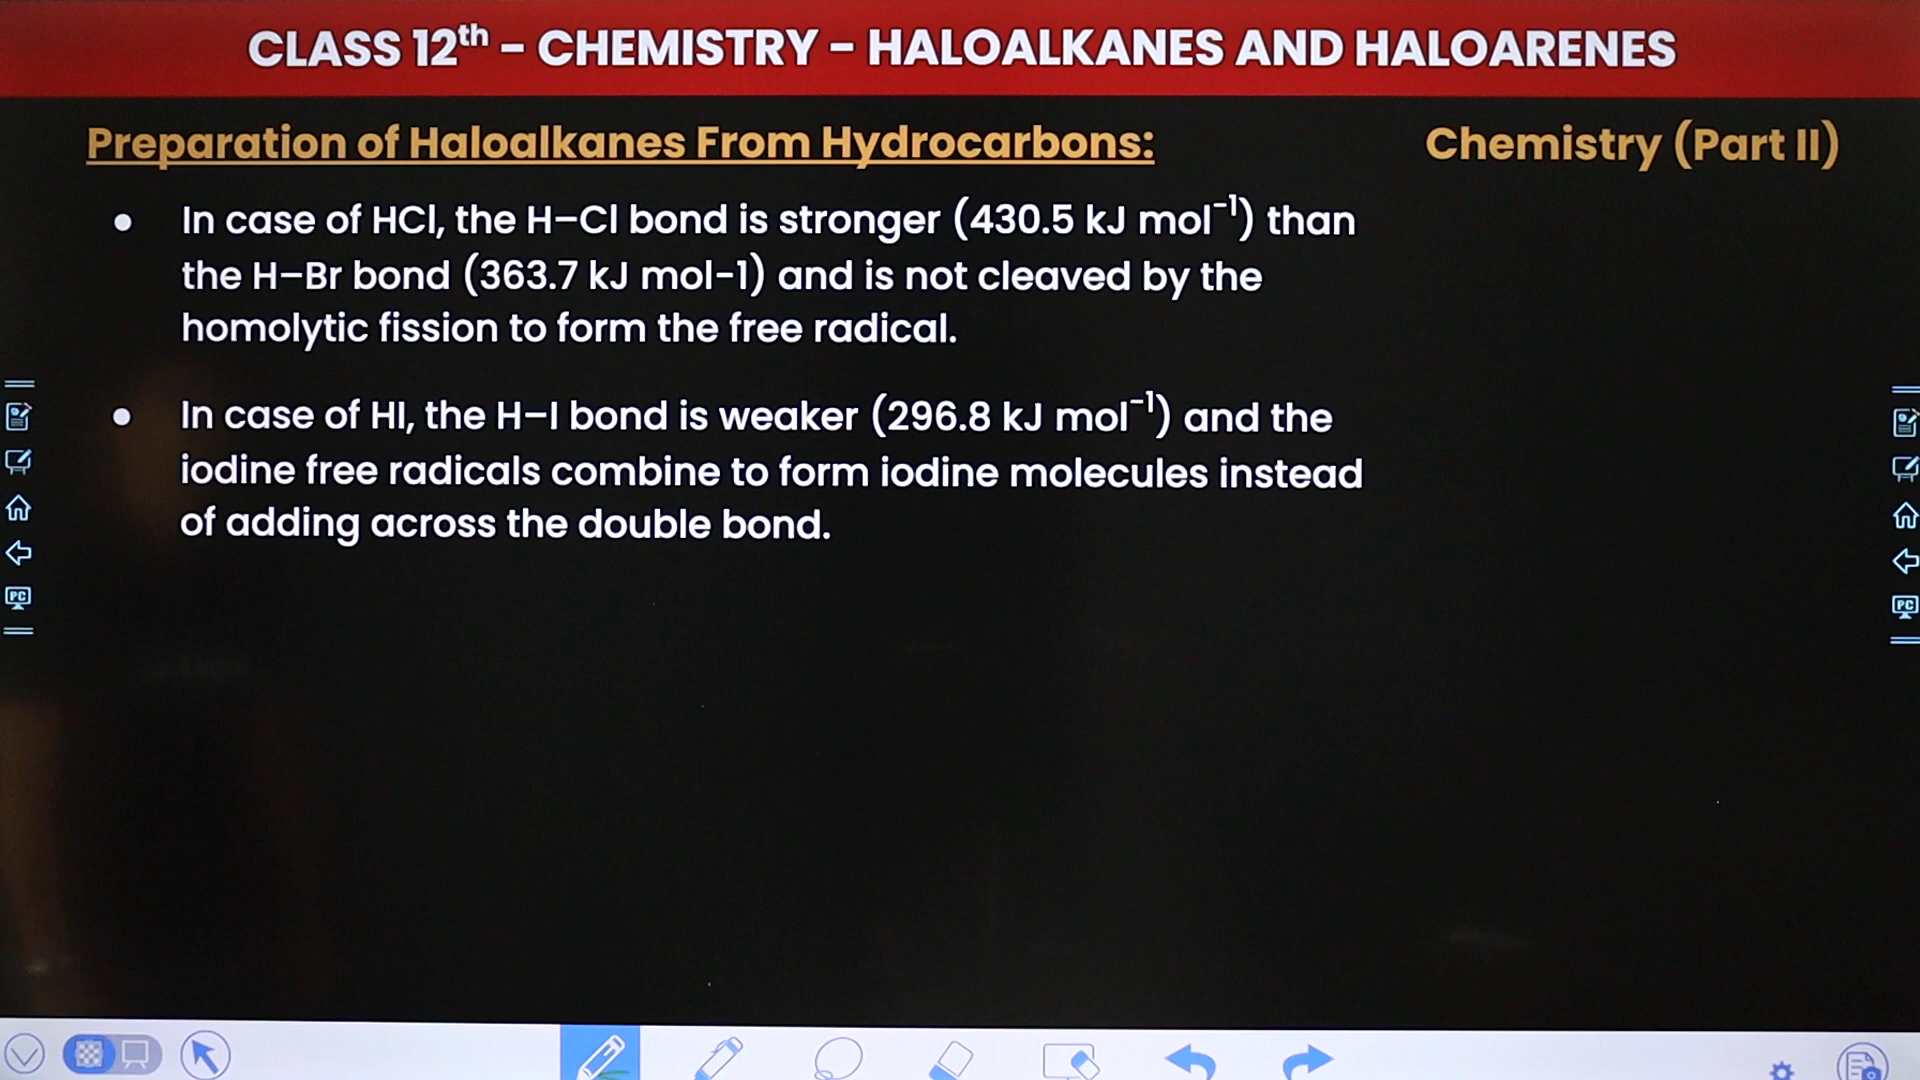 CLASS 12ᵗʰ – CHEMISTRY – HALOALKANES AND HALOARENES
Preparation of Haloalkanes From Hydrocarbons:
Chemistry (Part II)
● In case of HCl, the H–Cl bond is stronger (430.5 kJ mol⁻¹) than
the H–Br bond (363.7 kJ mol-1) and is not cleaved by the
homolytic fission to form the free radical.
● In case of HI, the H–I bond is weaker (296.8 kJ mol⁻¹) and the
iodine free radicals combine to form iodine molecules instead
of adding across the double bond.
PC
PC